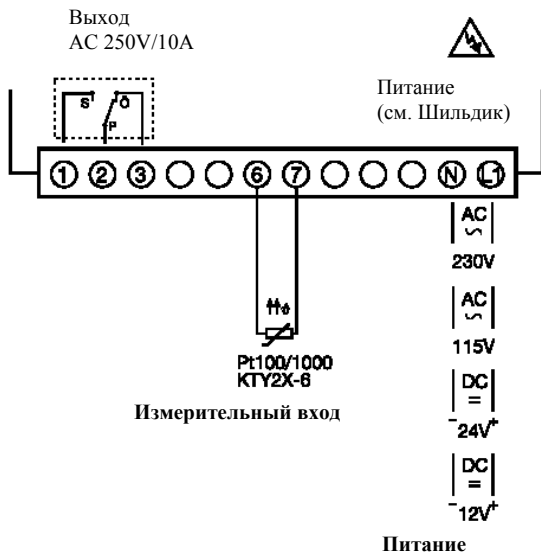 Выход
AC 250V/10A
Питание
(см. Шильдик)
S Ö
P
1 2 3 6 7 N L1
AC
230V
AC
115V
Pt100/1000
KTY2X-6
Измерительный вход
DC
=
- 24V +
DC
=
- 12V +
Питание